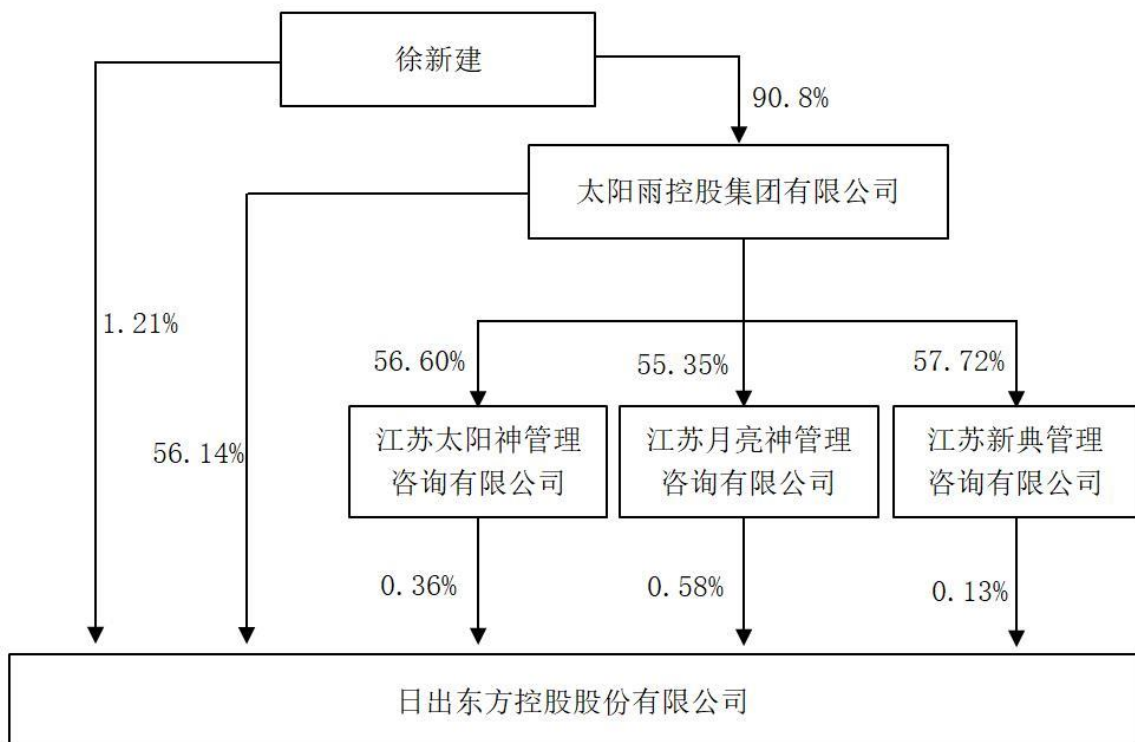 徐新建
90.8%
太阳雨控股集团有限公司
1.21%
56.60%
55.35%
57.72%
56.14%
江苏太阳神管理
咨询有限公司
江苏月亮神管理
咨询有限公司
江苏新典管理
咨询有限公司
0.36%
0.58%
0.13%
日出东方控股股份有限公司